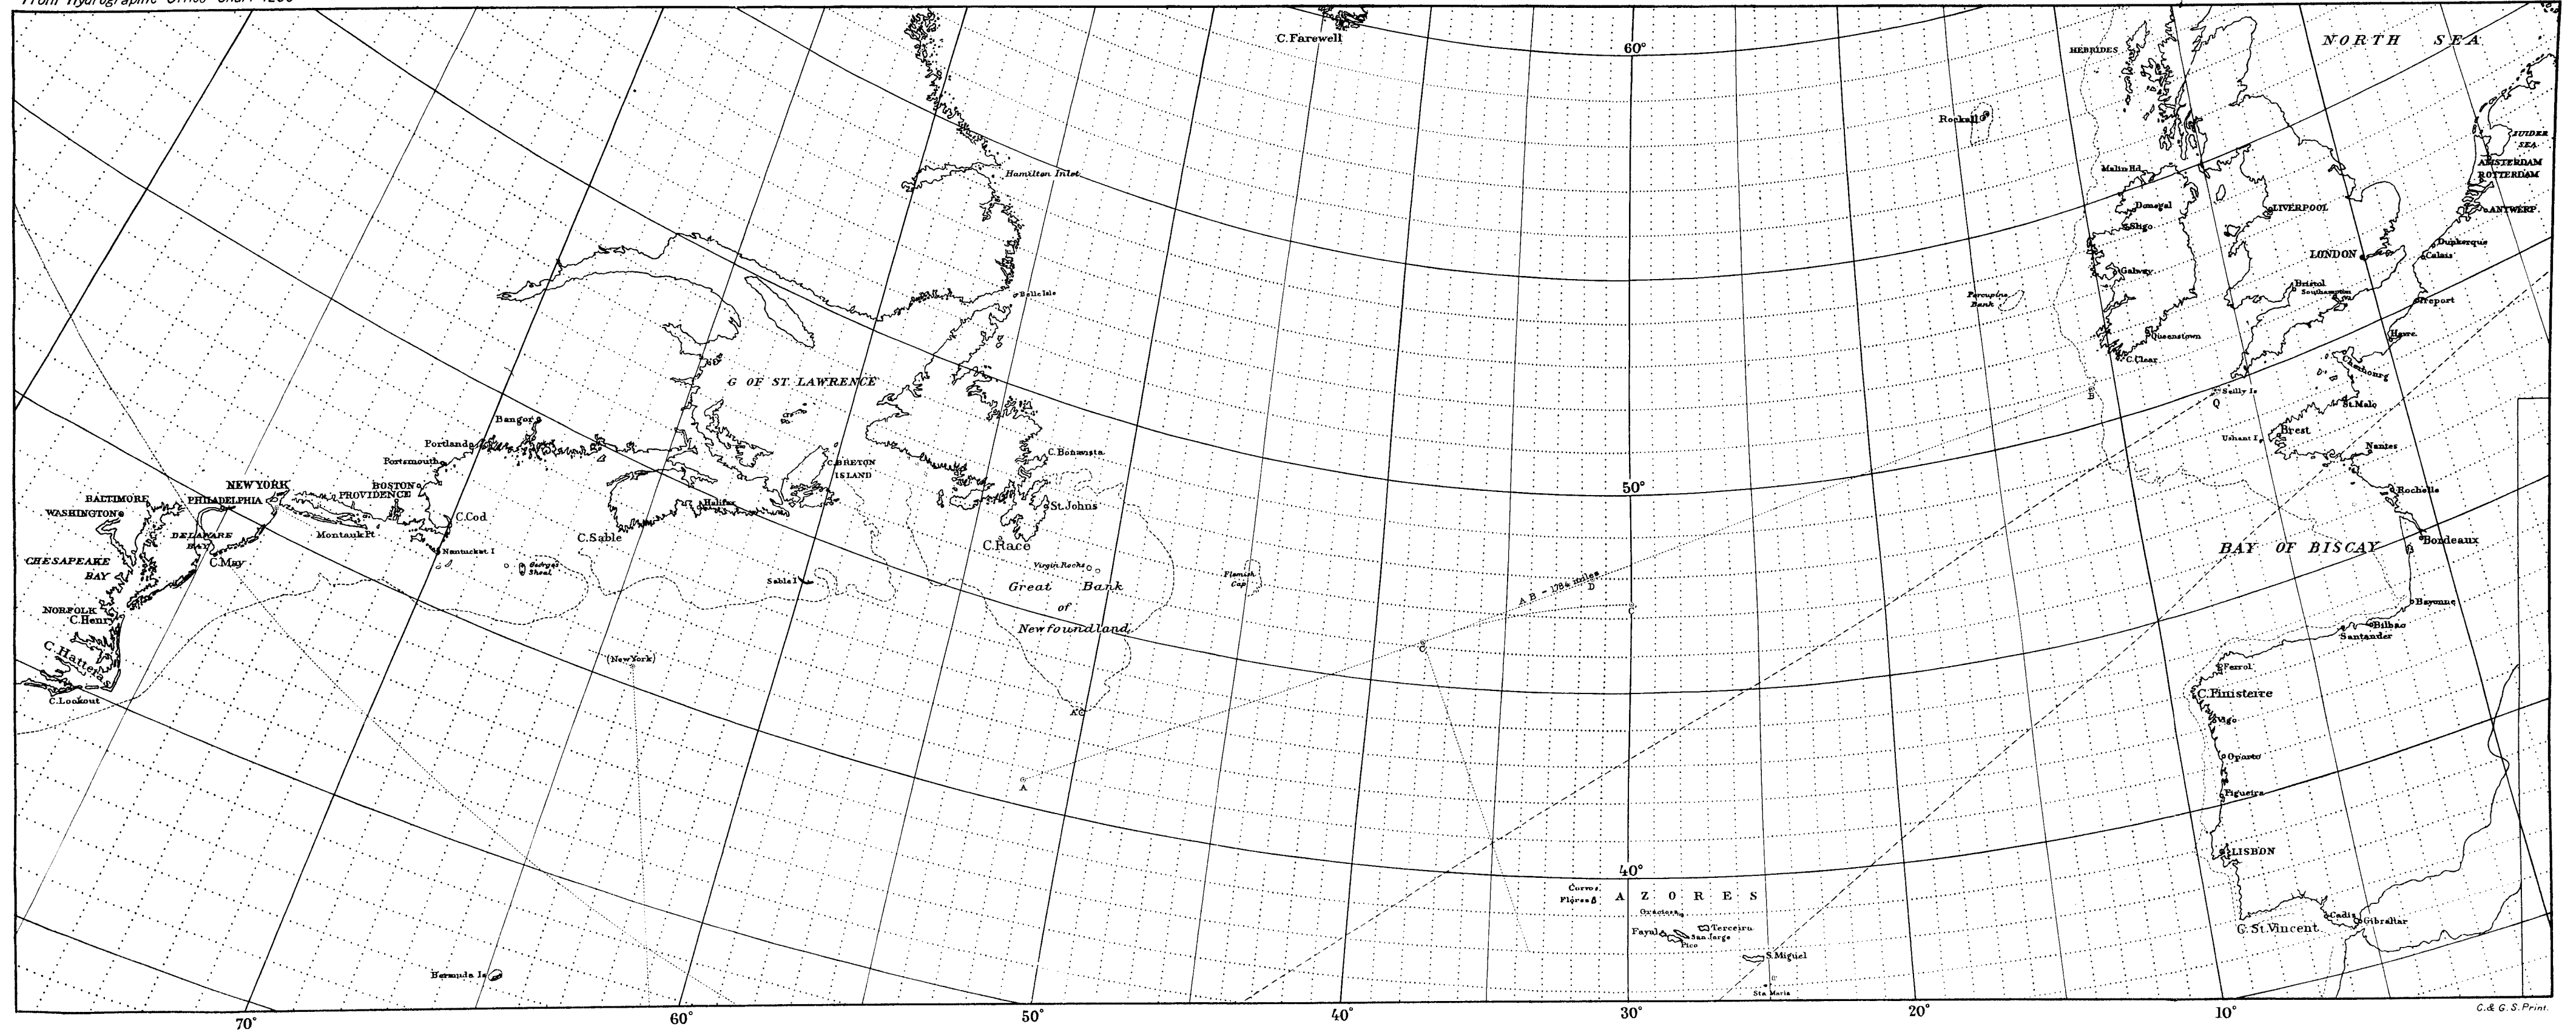 C. Farewell
60°
HEBRIDES
NORTH SEA
Rockall
ZUIDER
SEA
AMSTERDAM
ROTTERDAM
Hamilton Inlet
Malin Hd.
Donegal
LIVERPOOL
ANTWERP.
Sligo
Dunkerque
LONDON
Calais
Galway
Belle Isle
Porcupine
Bank
Bristol
Southampton
Treport
Havre
Queenstown
C. Clear
Cherbourg
G OF ST. LAWRENCE
B
Scilly Is
Q
St. Malo
Bangor
Brest
Ushant I.
Portland
Nantes
Portsmouth
C. BRETON
ISLAND
C. Bonavista
NEW YORK
BOSTON
50°
Rochelle
BALTIMORE
PHILADELPHIA
PROVIDENCE
WASHINGTON
Halifax
St. Johns
C. Cod
DELAWARE
BAY
Montauk Pt
C. Sable
C. Race
BAY OF BISCAY
Bordeaux
Nantucket I
CHESAPEAKE
BAY
C. May
Georges
Shoal
Sable I
Virgin Rocks
Flemish
Cap
Great Bank
of
Newfoundland
A B - 1784 miles
D
C
NORFOLK
C. Henry
Bayonne
Bilbao
Santander
C. Hatteras
(New York)
Ferrol
C. Finisterre
C. Lookout
Vigo
Oporto
A
Figueira
LISBON
40°
Corvo
Flores
AZORES
Graciosa
Fayal
Terceira
San Jorge
Pico
Cadiz
Gibraltar
C. St. Vincent
S. Miguel
Bermuda Is
Sta Maria
70°
60°
50°
40°
30°
20°
10°
C. & G. S. Print.